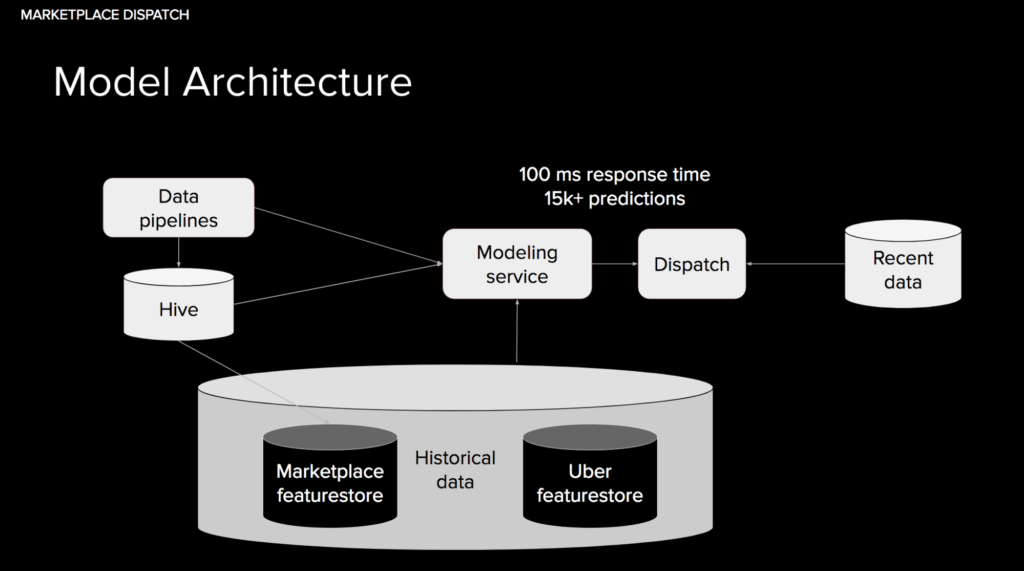 MARKETPLACE DISPATCH
Model Architecture
100 ms response time
15k+ predictions
Data
pipelines
Modeling
service
Dispatch
Recent
data
Hive
Historical
data
Marketplace
featurestore
Uber
featurestore